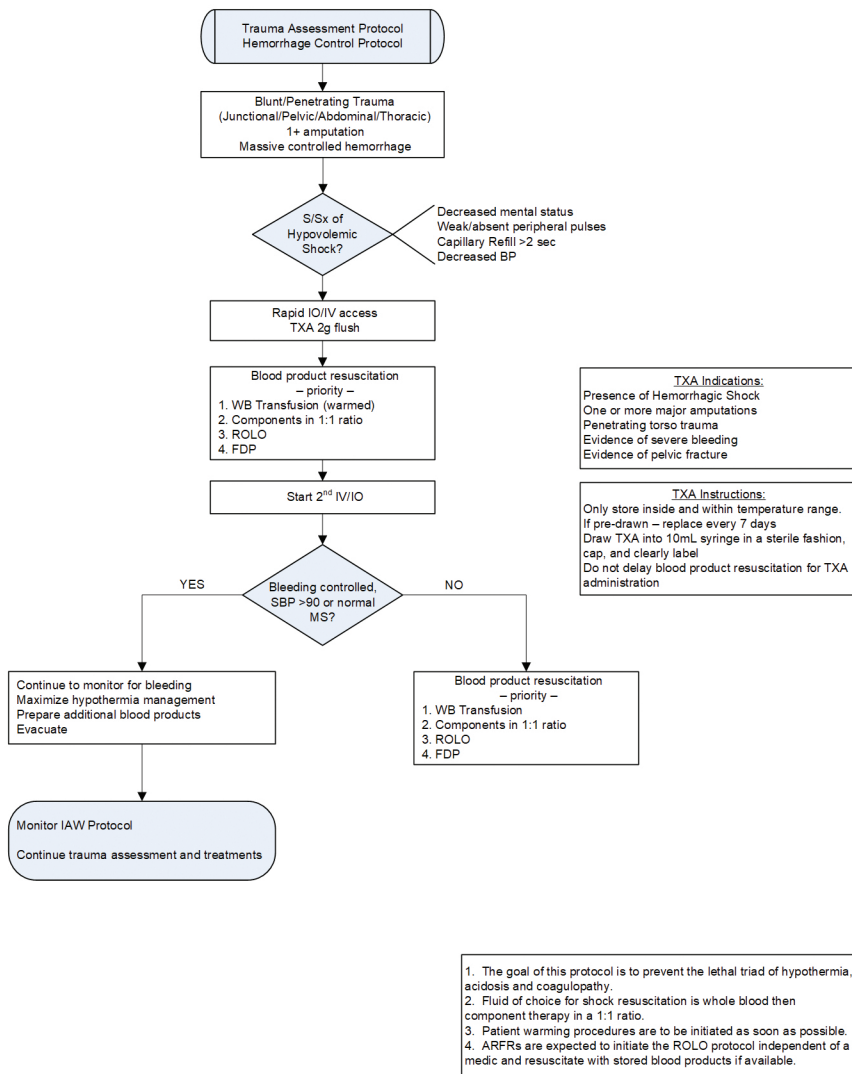 Trauma Assessment Protocol
Hemorrhage Control Protocol
Blunt/Penetrating Trauma
(Junctional/Pelvic/Abdominal/Thoracic)
1+ amputation
Massive controlled hemorrhage
S/Sx of
Hypovolemic
Shock?
Decreased mental status
Weak/absent peripheral pulses
Capillary Refill >2 sec
Decreased BP
Rapid IO/IV access
TXA 2g flush
Blood product resuscitation
– priority –
1. WB Transfusion (warmed)
2. Components in 1:1 ratio
3. ROLO
4. FDP
TXA Indications:
Presence of Hemorrhagic Shock
One or more major amputations
Penetrating torso trauma
Evidence of severe bleeding
Evidence of pelvic fracture
Start 2nd IV/IO
TXA Instructions:
Only store inside and within temperature range.
If pre-drawn – replace every 7 days
Draw TXA into 10mL syringe in a sterile fashion,
cap, and clearly label
Do not delay blood product resuscitation for TXA
administration
YES
Bleeding controlled,
SBP >90 or normal
MS?
NO
Continue to monitor for bleeding
Maximize hypothermia management
Prepare additional blood products
Evacuate
Blood product resuscitation
– priority –
1. WB Transfusion
2. Components in 1:1 ratio
3. ROLO
4. FDP
Monitor IAW Protocol
Continue trauma assessment and treatments
1. The goal of this protocol is to prevent the lethal triad of hypothermia,
acidosis and coagulopathy.
2. Fluid of choice for shock resuscitation is whole blood then
component therapy in a 1:1 ratio.
3. Patient warming procedures are to be initiated as soon as possible.
4. ARFRs are expected to initiate the ROLO protocol independent of a
medic and resuscitate with stored blood products if available.